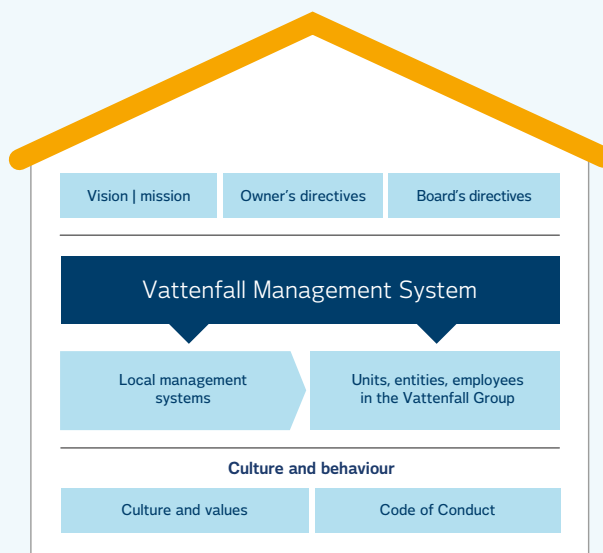 Vision | mission
Owner's directives
Board's directives
Vattenfall Management System
Local management
systems
Units, entities, employees
in the Vattenfall Group
Culture and behaviour
Culture and values
Code of Conduct